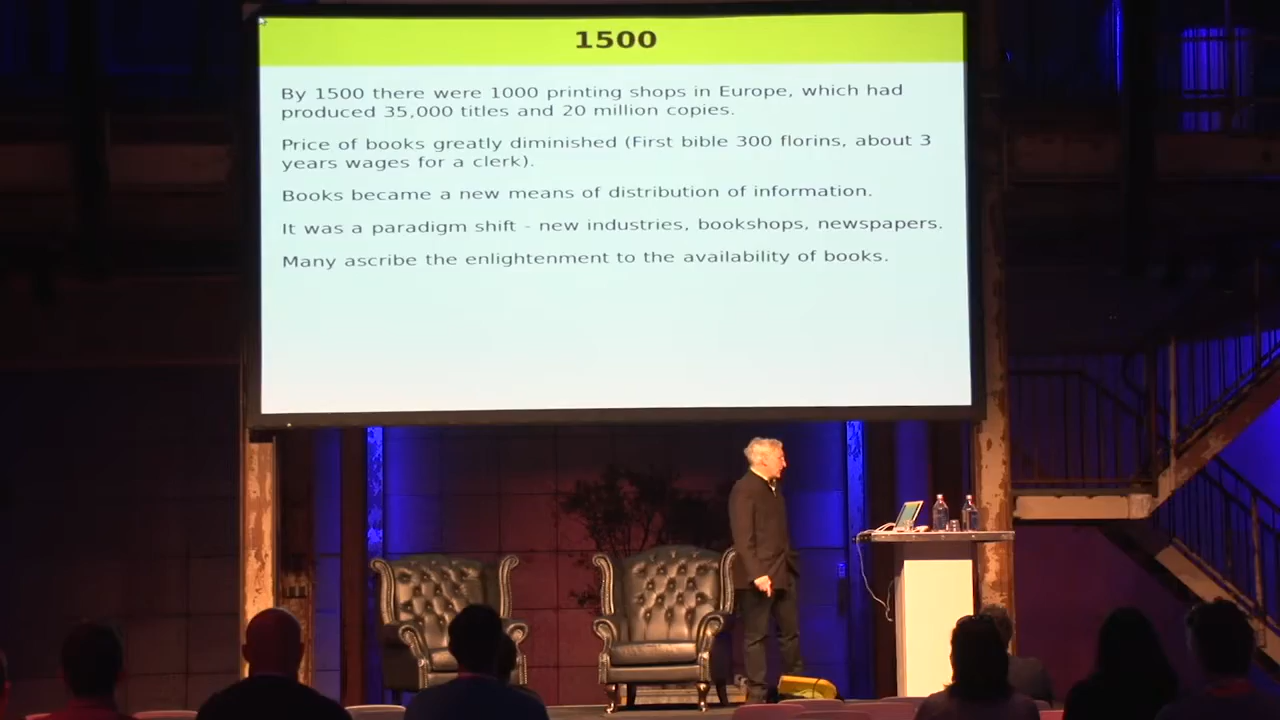 1500
By 1500 there were 1000 printing shops in Europe, which had
produced 35,000 titles and 20 million copies.
Price of books greatly diminished (First bible 300 florins, about 3
years wages for a clerk).
Books became a new means of distribution of information.
It was a paradigm shift - new industries, bookshops, newspapers.
Many ascribe the enlightenment to the availability of books.